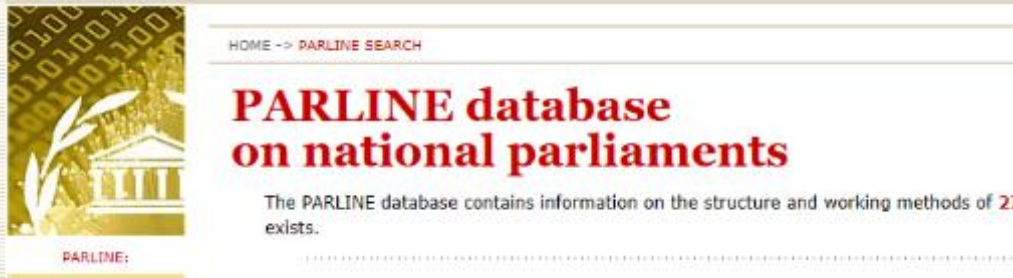 HOME -> PARLINE SEARCH
PARLINE database
on national parliaments
The PARLINE database contains information on the structure and working methods of
exists.
PARLINE: